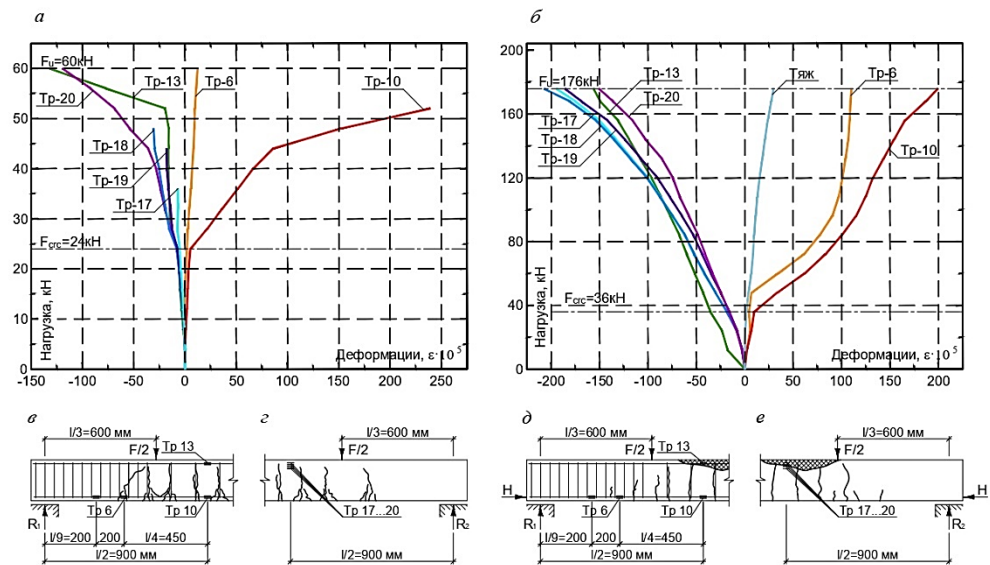 а
60
50
40
30
20
10
0
Нагрузка, кН
Fu=60кН
Тр-13
Тр-6
Тр-10
Тр-20
Тр-18
Тр-19
Тр-17
Fcrc=24кН
Деформации, ε·10⁵
-150 -100 -50 0 50 100 150 200 250
б
200
160
120
80
40
0
Нагрузка, кН
Fu=176кН
Тр-13
Тяж
Тр-6
Тр-20
Тр-17
Тр-10
Тр-18
Тр-19
Fcrc=36кН
Деформации, ε·10⁵
-200 -150 -100 -50 0 50 100 150 200
в
l/3=600 мм
F/2
Тр 13
Тр 6
Тр 10
R₁
l/9=200
200
l/4=450
l/2=900 мм
г
l/3=600 мм
F/2
Тр 17...20
R₂
l/2=900 мм
д
l/3=600 мм
F/2
Тр 13
H
Тр 6
Тр 10
R₁
l/9=200
200
l/4=450
l/2=900 мм
е
l/3=600 мм
F/2
H
Тр 17...20
R₂
l/2=900 мм